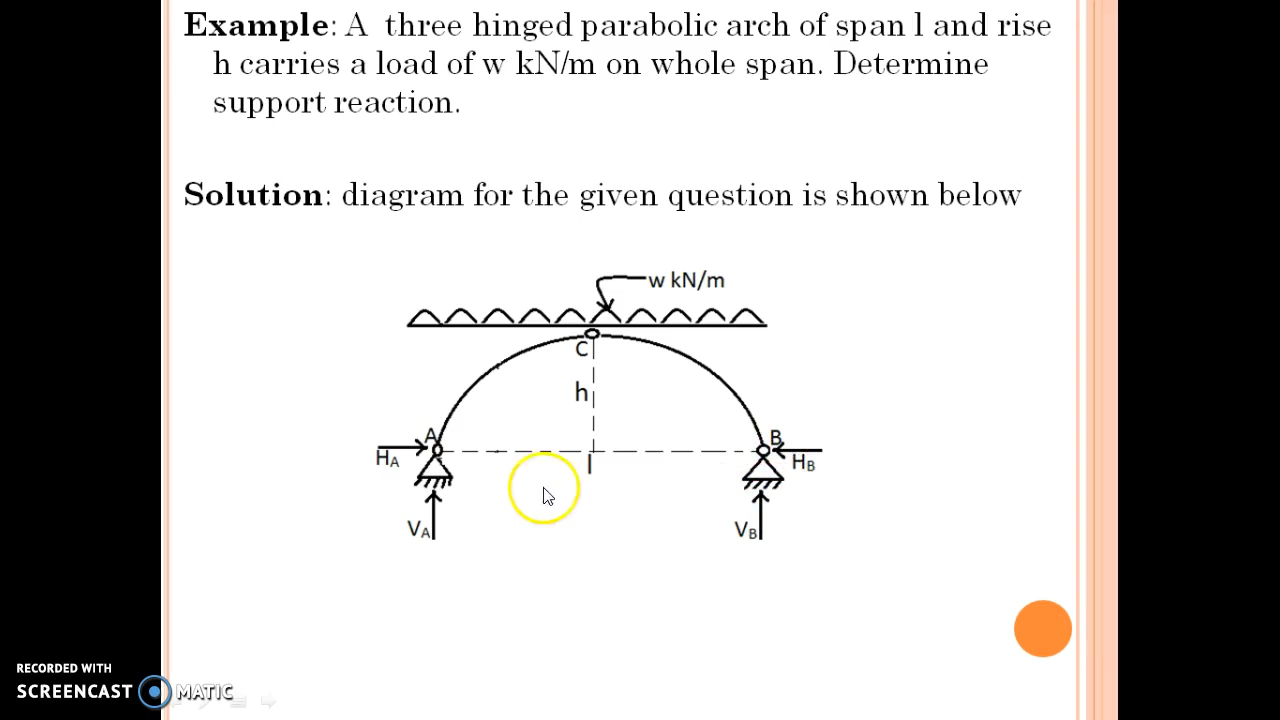 Example: A three hinged parabolic arch of span l and rise
h carries a load of w kN/m on whole span. Determine
support reaction.
Solution: diagram for the given question is shown below
w kN/m
C
h
A
B
HA
l
HB
VA
VB
RECORDED WITH
SCREENCAST MATIC